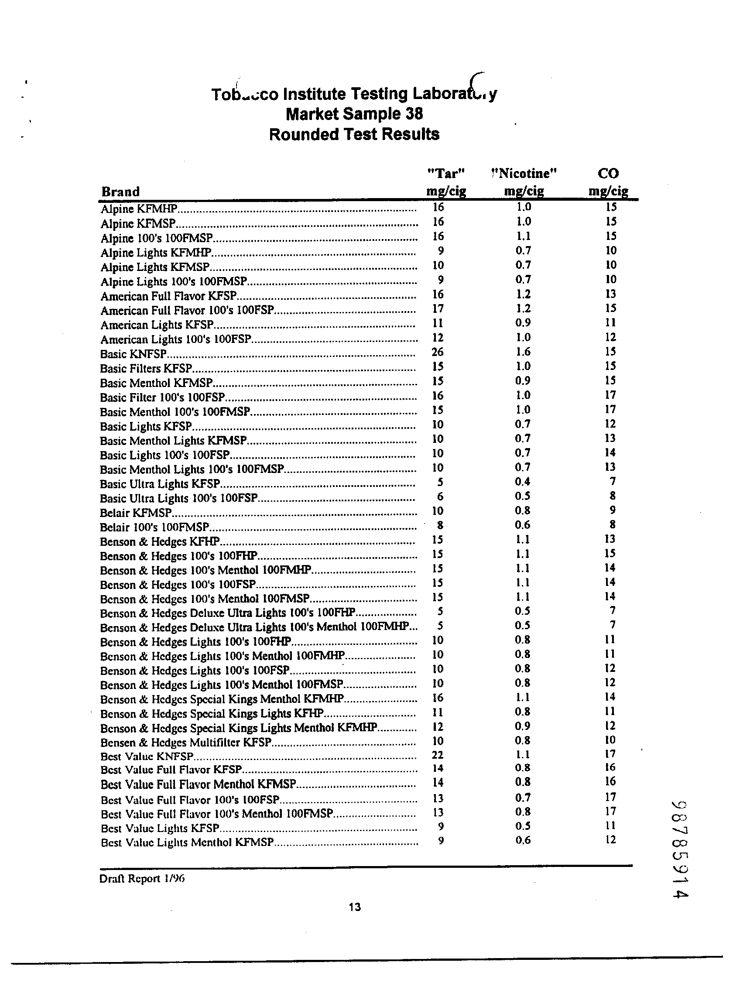 Tobacco Institute Testing Laboratory
Market Sample 38
Rounded Test Results
"Tar" "Nicotine" CO
Brand mg/cig mg/cig mg/cig
Alpine KFMHP 16 1.0 15
Alpine KFMSP 16 1.0 15
Alpine 100's 100FMSP 16 1.1 15
Alpine Lights KFMHP 9 0.7 10
Alpine Lights KFMSP 10 0.7 10
Alpine Lights 100's 100FMSP 9 0.7 10
American Full Flavor KFSP 16 1.2 13
American Full Flavor 100's 100FSP 17 1.2 15
American Lights KFSP 11 0.9 11
American Lights 100's 100FSP 12 1.0 12
Basic KNFSP 26 1.6 15
Basic Filters KFSP 15 1.0 15
Basic Menthol KFMSP 15 0.9 15
Basic Filter 100's 100FSP 16 1.0 17
Basic Menthol 100's 100FMSP 15 1.0 17
Basic Lights KFSP 10 0.7 12
Basic Menthol Lights KFMSP 10 0.7 13
Basic Lights 100's 100FSP 10 0.7 14
Basic Menthol Lights 100's 100FMSP 10 0.7 13
Basic Ultra Lights KFSP 5 0.4 7
Basic Ultra Lights 100's 100FSP 6 0.5 8
Belair KFMSP 10 0.8 9
Belair 100's 100FMSP 8 0.6 8
Benson & Hedges KFHP 15 1.1 13
Benson & Hedges 100's 100FHP 15 1.1 15
Benson & Hedges 100's Menthol 100FMHP 15 1.1 14
Benson & Hedges 100's 100FSP 15 1.1 14
Benson & Hedges 100's Menthol 100FMSP 15 1.1 14
Benson & Hedges Deluxe Ultra Lights 100's 100FHP 5 0.5 7
Benson & Hedges Deluxe Ultra Lights 100's Menthol 100FMHP 5 0.5 7
Benson & Hedges Lights 100's 100FHP 10 0.8 11
Benson & Hedges Lights 100's Menthol 100FMHP 10 0.8 11
Benson & Hedges Lights 100's 100FSP 10 0.8 12
Benson & Hedges Lights 100's Menthol 100FMSP 10 0.8 12
Benson & Hedges Special Kings Menthol KFMHP 16 1.1 14
Benson & Hedges Special Kings Lights KFHP 11 0.8 11
Benson & Hedges Special Kings Lights Menthol KFMHP 12 0.9 12
Bensen & Hedges Multifilter KFSP 10 0.8 10
Best Value KNFSP 22 1.1 17
Best Value Full Flavor KFSP 14 0.8 16
Best Value Full Flavor Menthol KFMSP 14 0.8 16
Best Value Full Flavor 100's 100FSP 13 0.7 17
Best Value Full Flavor 100's Menthol 100FMSP 13 0.8 17
Best Value Lights KFSP 9 0.5 11
Best Value Lights Menthol KFMSP 9 0.6 12
Draft Report 1/96
13
98785914